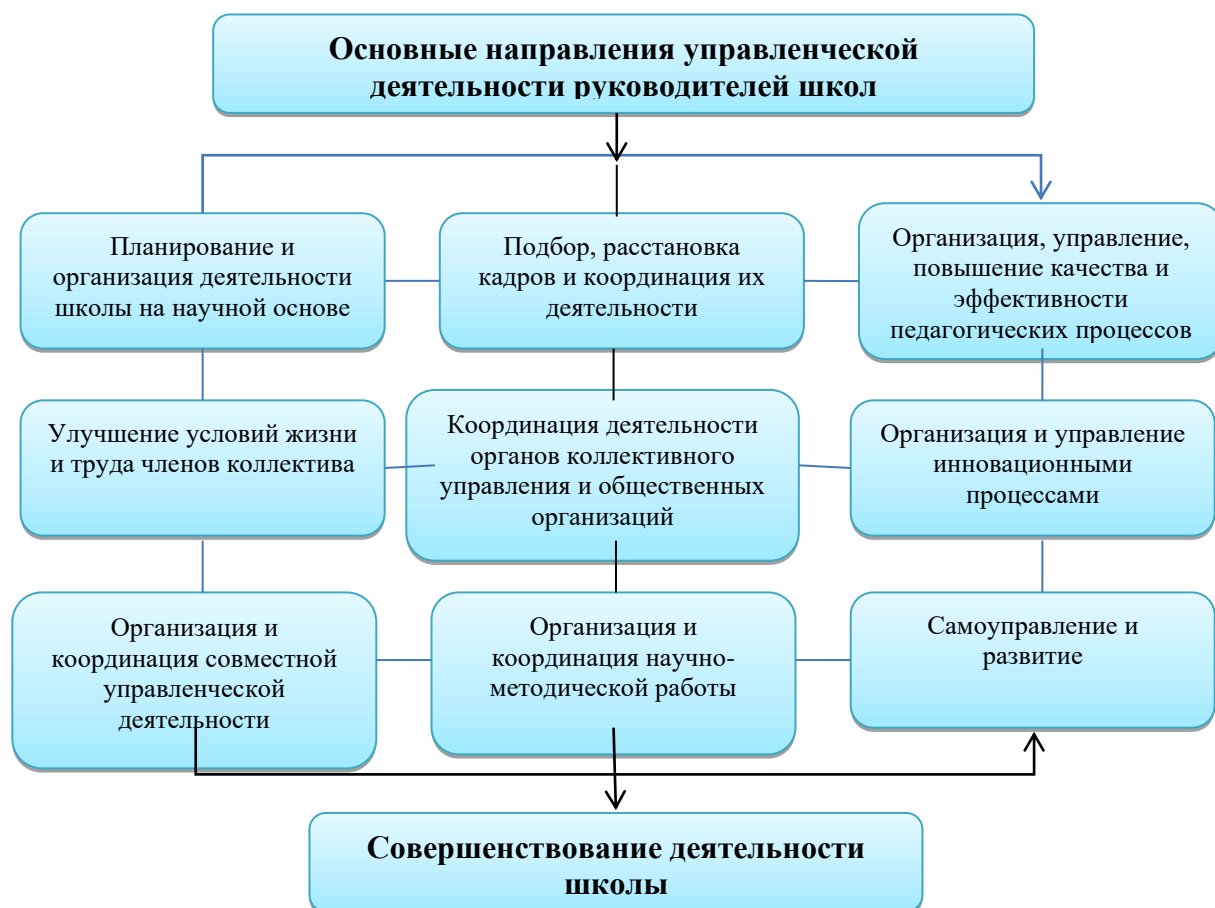 Основные направления управленческой
деятельности руководителей школ
Планирование и
организация деятельности
школы на научной основе
Подбор, расстановка
кадров и координация их
деятельности
Организация, управление,
повышение качества и
эффективности
педагогических процессов
Улучшение условий жизни
и труда членов коллектива
Координация деятельности
органов коллективного
управления и общественных
организаций
Организация и управление
инновационными
процессами
Организация и
координация совместной
управленческой
деятельности
Организация и
координация научно-
методической работы
Самоуправление и
развитие
Совершенствование деятельности
школы